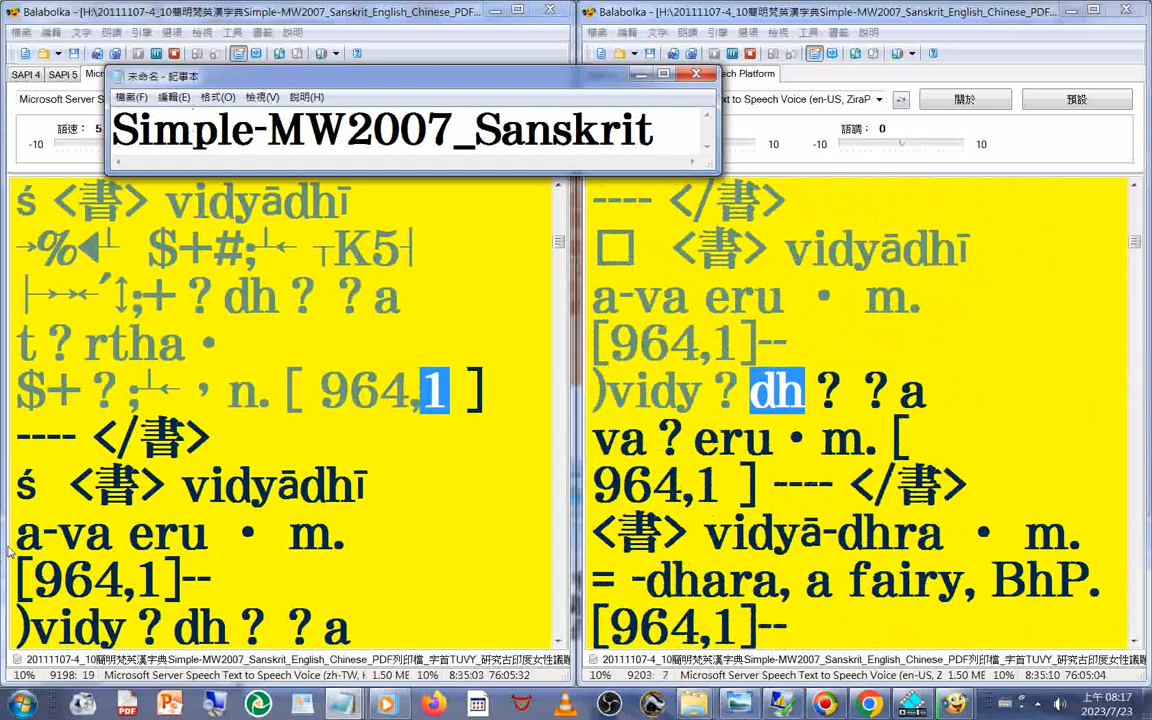 Balabolka - [H:\20111107-4_10簡明梵英漢字典Simple-MW2007_Sanskrit_English_Chinese_PDF...
Balabolka - [H:\20111107-4_10簡明梵英漢字典Simple-MW2007_Sanskrit_English_Chinese_PDF...
檔案 編輯 文字 朗讀 引擎 選項 檢視 工具 書籤 說明
檔案 編輯 文字 朗讀 引擎 選項 檢視 工具 書籤 說明
SAPI 4 SAPI 5
未命名 - 記事本
ech Platform
檔案(F) 編輯(E) 格式(O) 檢視(V) 說明(H)
Microsoft Server S
xt to Speech Voice (en-US, ZiraP
關於
預設
Simple-MW2007_Sanskrit
語速： 5
語調： 0
-10
10 -10 10
ś <書> vidyādhī
→%◀┴ $+#;┴← ┬K5┤
├→→←´↕;+？dh？？a
t？rtha•
$+？;┴←，n. [ 964,1 ]
---- </書>
ś <書> vidyādhī
a-va eru • m.
[964,1]--
)vidy？dh？？a
---- </書>
□ <書> vidyādhī
a-va eru • m.
[964,1]--
)vidy？dh？？a
va？eru•m. [
964,1 ] ---- </書>
<書> vidyā-dhra • m.
= -dhara, a fairy, BhP.
[964,1]--
20111107-4_10簡明梵英漢字典Simple-MW2007_Sanskrit_English_Chinese_PDF列印檔_字首TUVY_研究古印度女性議題
20111107-4_10簡明梵英漢字典Simple-MW2007_Sanskrit_English_Chinese_PDF列印檔_字首TUVY_研究古印度女性議題
10% 9198: 19 Microsoft Server Speech Text to Speech Voice (zh-TW, H 1.50 MB 10% 8:35:03 76:05:32
10% 9203: 7 Microsoft Server Speech Text to Speech Voice (en-US, Z 1.50 MB 10% 8:35:10 76:05:04
上午 08:17
2023/7/23